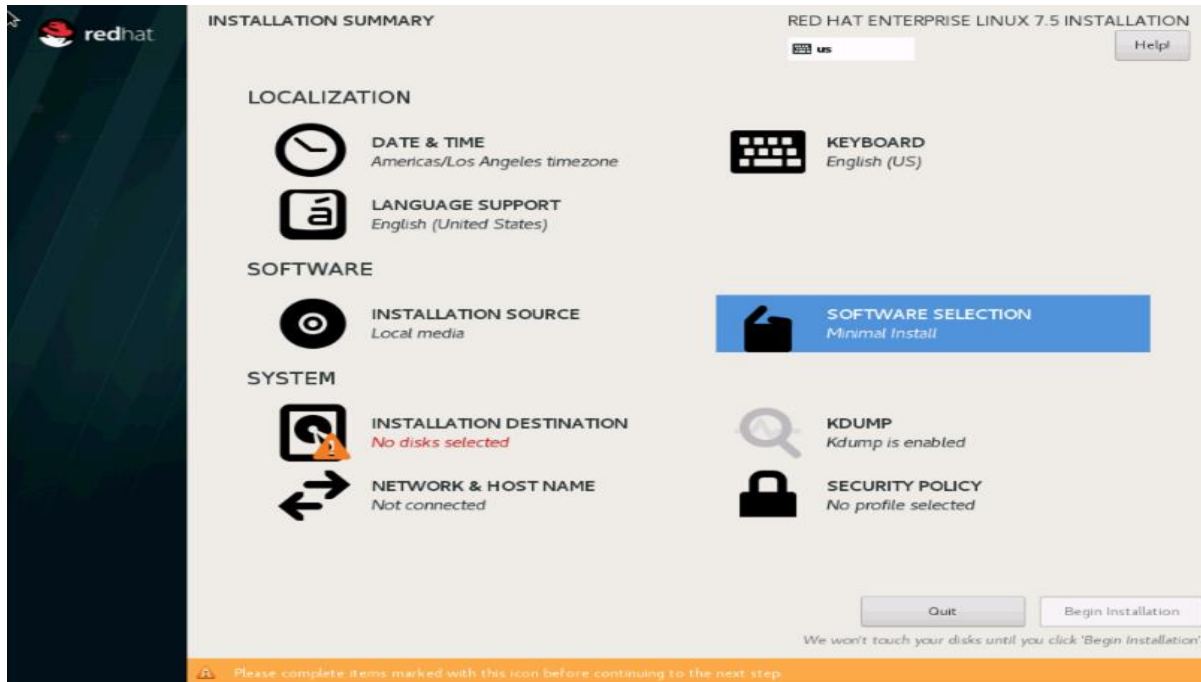 redhat
INSTALLATION SUMMARY
RED HAT ENTERPRISE LINUX 7.5 INSTALLATION
us
Help!
LOCALIZATION
DATE & TIME
Americas/Los Angeles timezone
KEYBOARD
English (US)
á
LANGUAGE SUPPORT
English (United States)
SOFTWARE
INSTALLATION SOURCE
Local media
SOFTWARE SELECTION
Minimal Install
SYSTEM
INSTALLATION DESTINATION
No disks selected
KDUMP
Kdump is enabled
NETWORK & HOST NAME
Not connected
SECURITY POLICY
No profile selected
Quit
Begin Installation
We won't touch your disks until you click 'Begin Installation'
Please complete items marked with this icon before continuing to the next step.